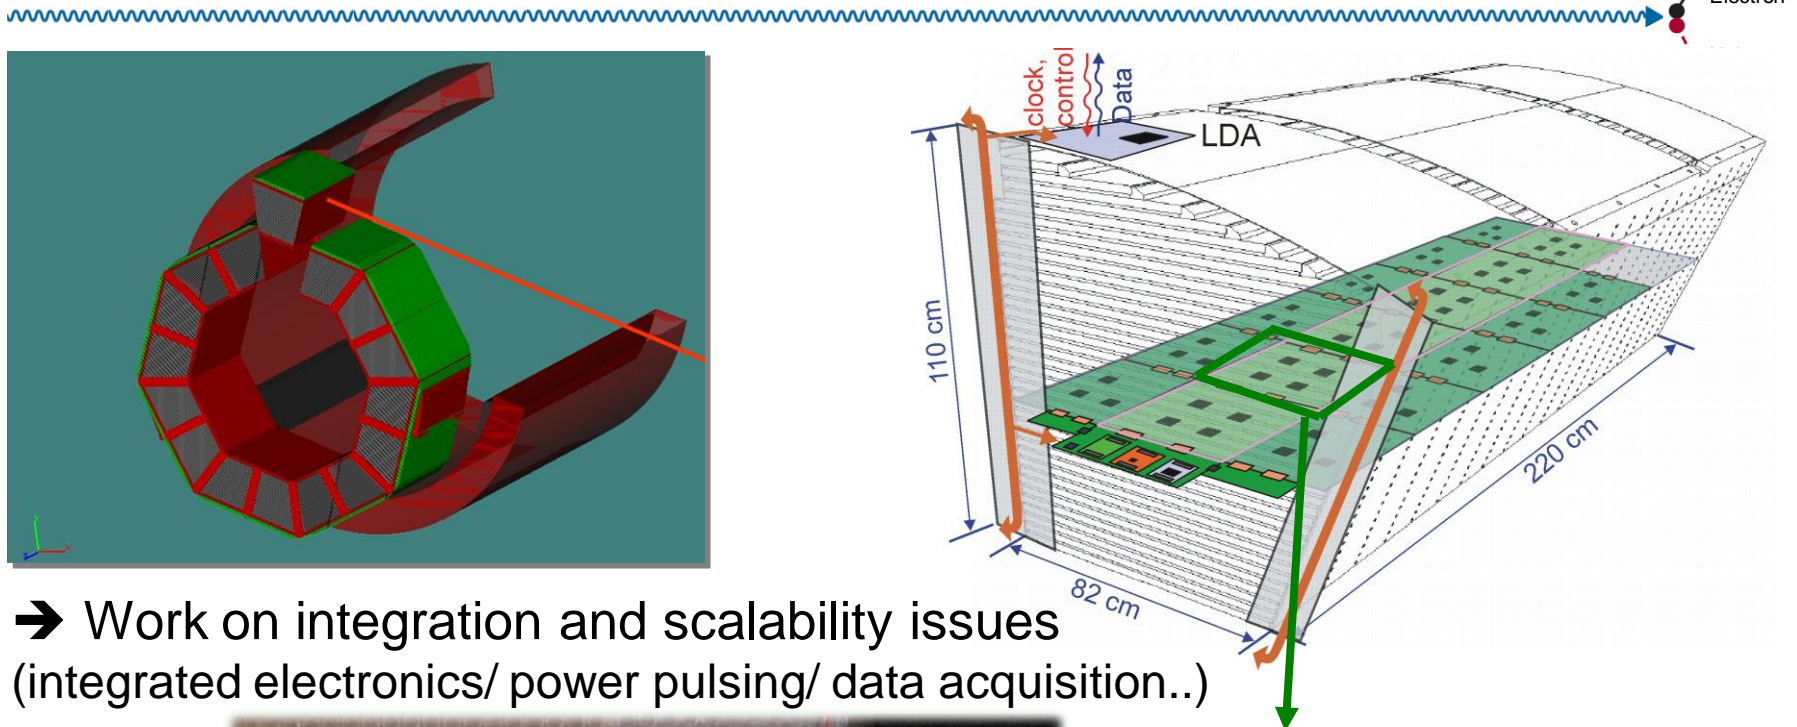 Electron
clock,
control
Data
LDA
110 cm
82 cm
220 cm
➔ Work on integration and scalability issues
(integrated electronics/ power pulsing/ data acquisition..)